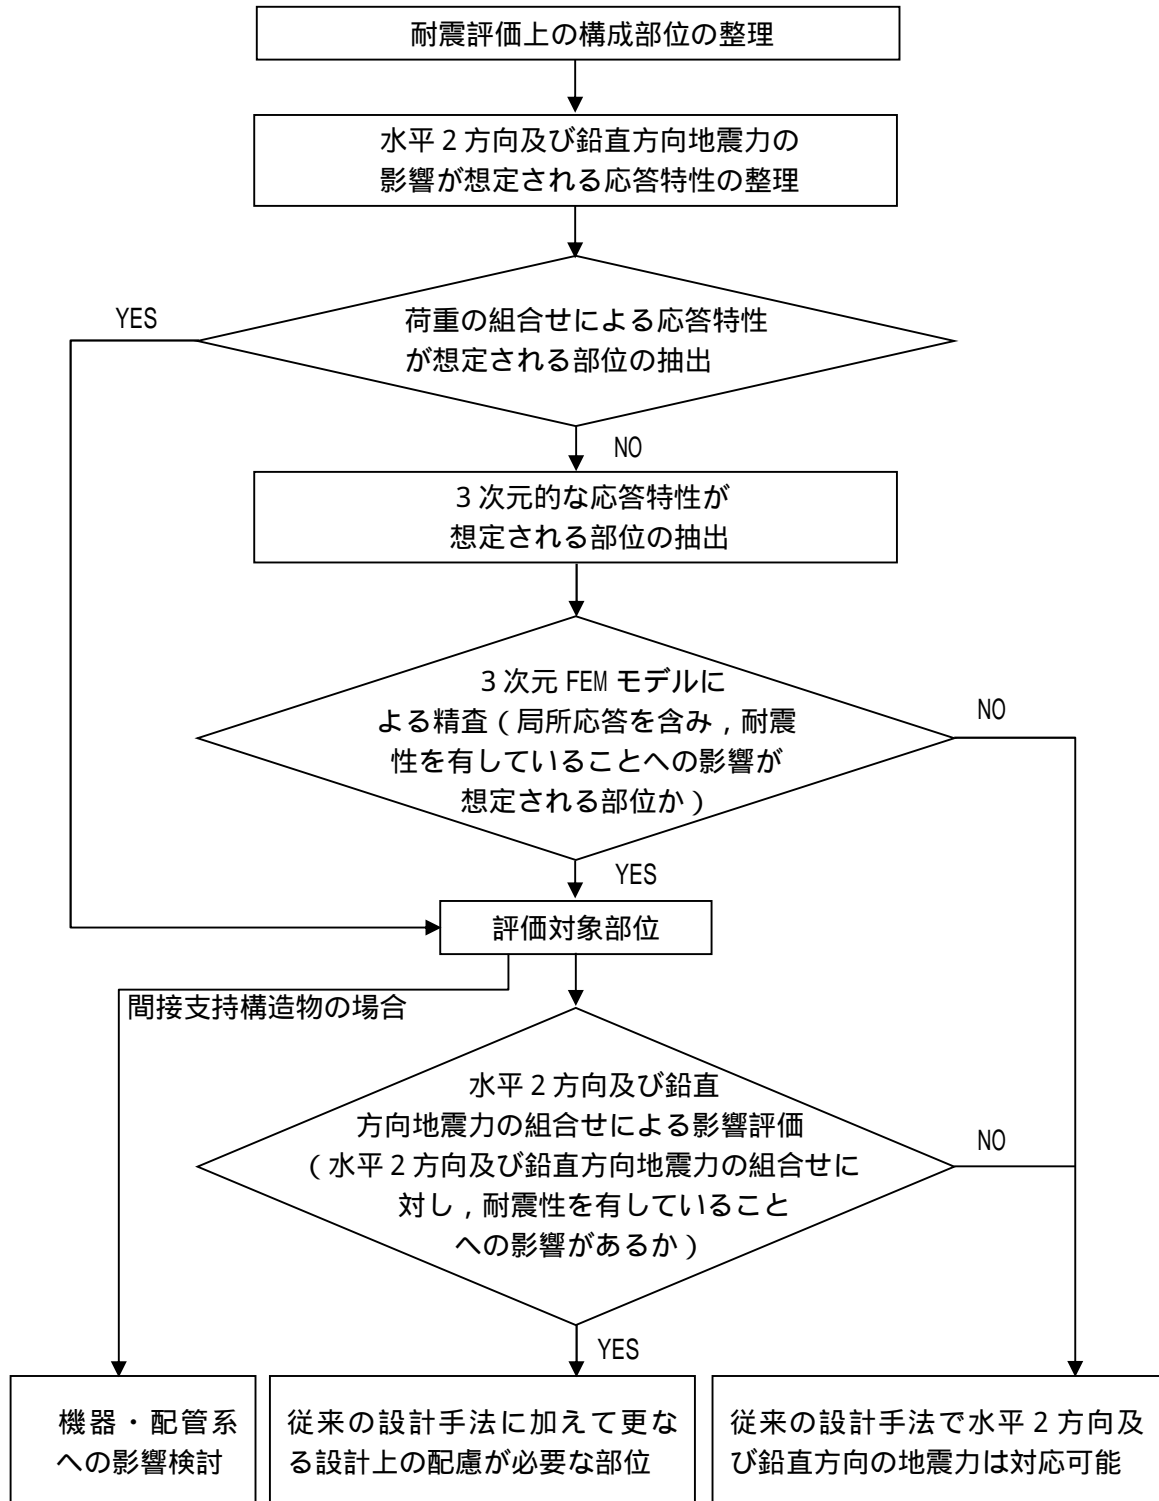 耐震評価上の構成部位の整理
水平２方向及び鉛直方向地震力の
影響が想定される応答特性の整理
YES
荷重の組合せによる応答特性
が想定される部位の抽出
NO
３次元的な応答特性が
想定される部位の抽出
３次元 FEM モデルに
よる精査（局所応答を含み，耐震
性を有していることへの影響が
想定される部位か）
NO
YES
評価対象部位
間接支持構造物の場合
水平２方向及び鉛直
方向地震力の組合せによる影響評価
（水平２方向及び鉛直方向地震力の組合せに
対し，耐震性を有していること
への影響があるか）
NO
YES
機器・配管系
への影響検討
従来の設計手法に加えて更な
る設計上の配慮が必要な部位
従来の設計手法で水平２方向及
び鉛直方向の地震力は対応可能